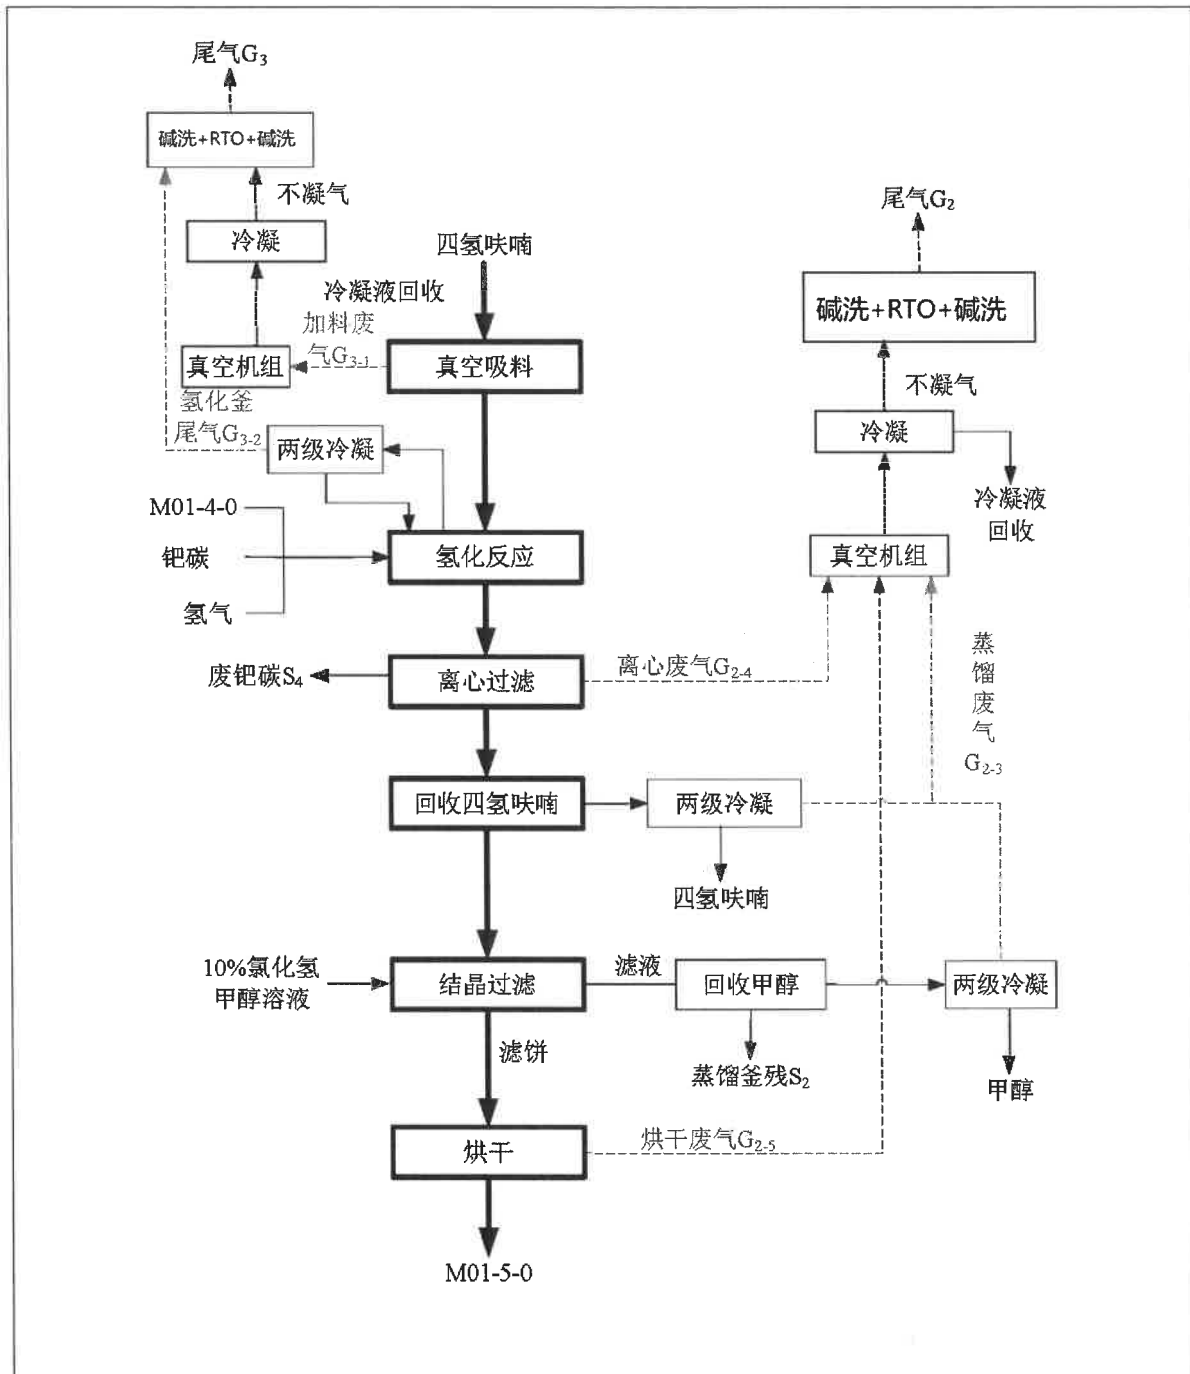 尾气G₃
碱洗+RTO+碱洗
不凝气
冷凝
四氢呋喃
冷凝液回收
加料废
气G₃₋₁
真空机组
真空吸料
氢化釜
尾气G₃₋₂
两级冷凝
M01-4-0
钯碳
氢气
氢化反应
废钯碳S₄
离心过滤
离心废气G₂₋₄
回收四氢呋喃
两级冷凝
四氢呋喃
10%氯化氢
甲醇溶液
结晶过滤
滤液
回收甲醇
两级冷凝
蒸馏釜残S₂
甲醇
滤饼
烘干
烘干废气G₂₋₅
M01-5-0
尾气G₂
碱洗+RTO+碱洗
不凝气
冷凝
冷凝液
回收
真空机组
蒸
馏
废
气
G₂₋₃